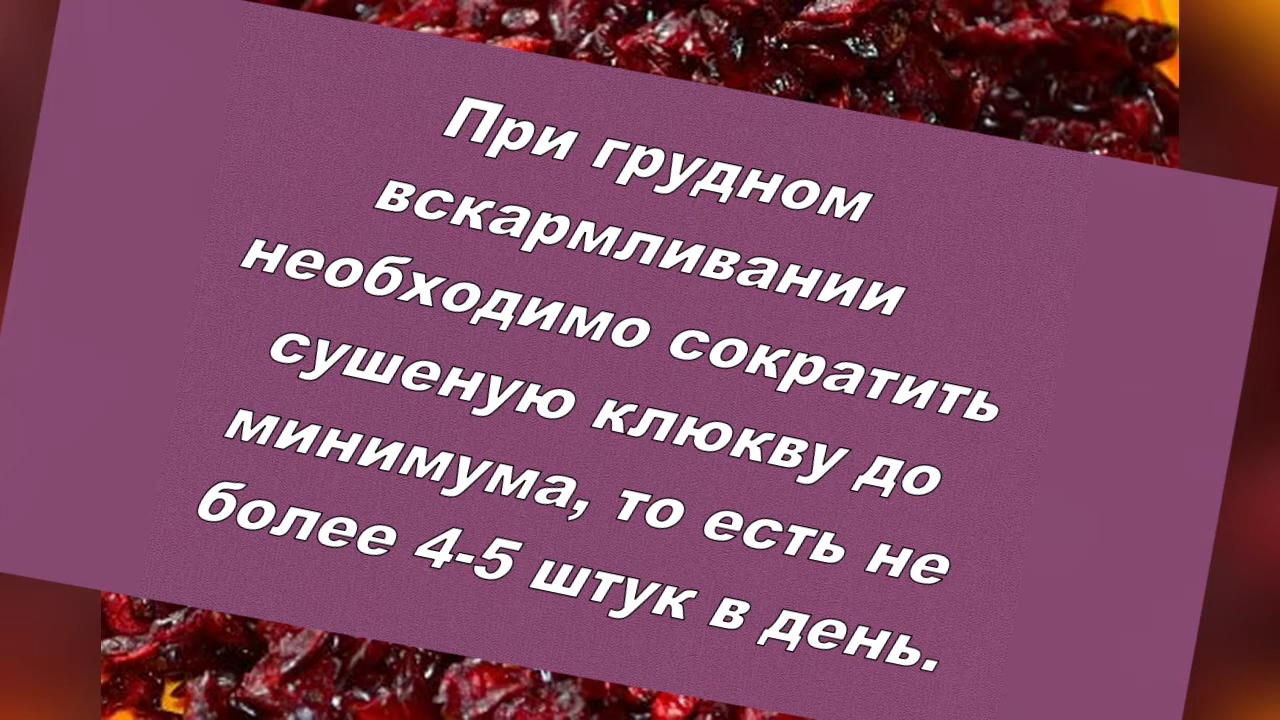 При грудном
вскармливании
необходимо сократить
сушеную клюкву до
минимума, то есть не
более 4-5 штук в день.